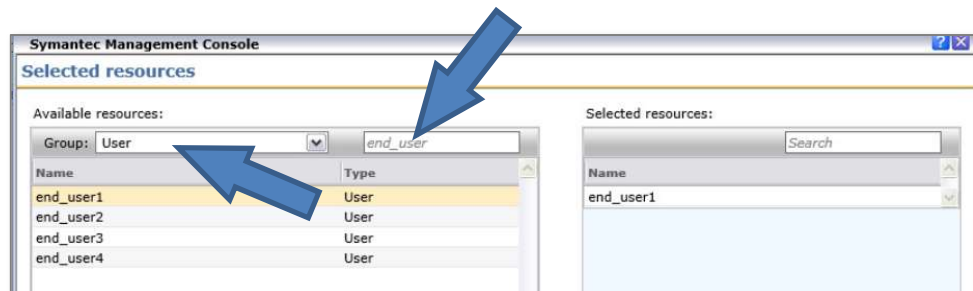 Symantec Management Console
Selected resources
Available resources:
Selected resources:
Group: User
end_user
Search
Name Type
Name
end_user1 User
end_user1
end_user2 User
end_user3 User
end_user4 User